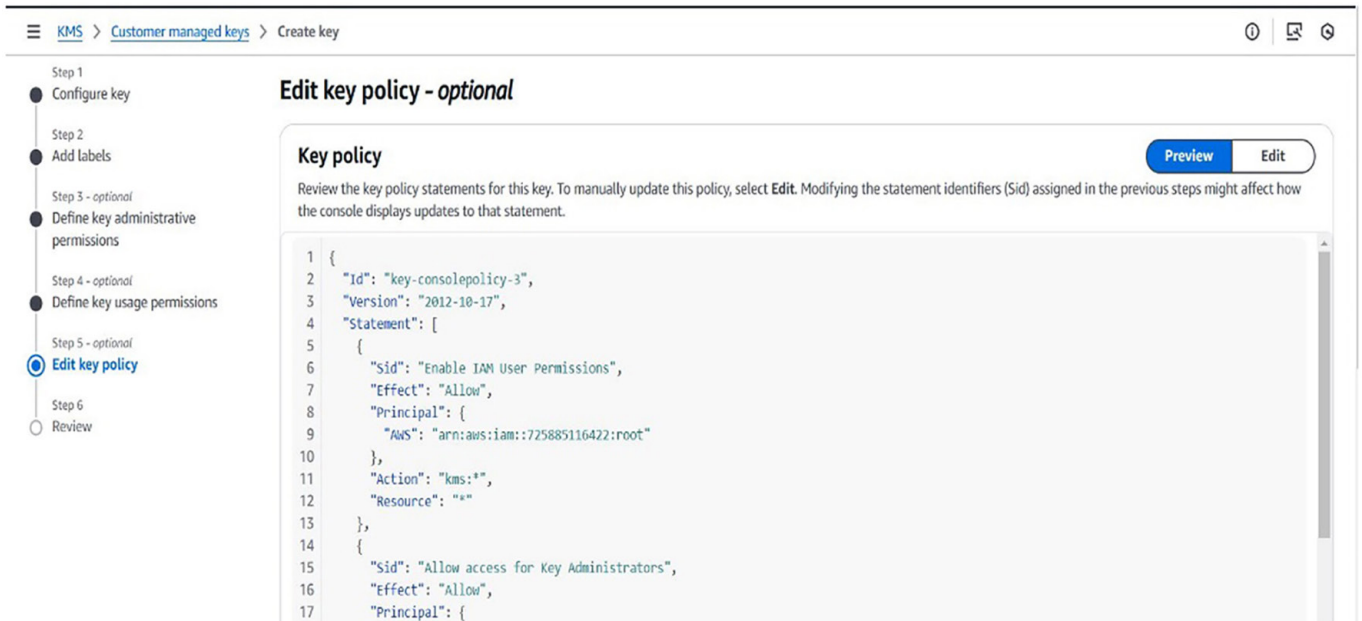 KMS > Customer managed keys > Create key
Step 1
Configure key
Step 2
Add labels
Step 3 - optional
Define key administrative
permissions
Step 4 - optional
Define key usage permissions
Step 5 - optional
Edit key policy
Step 6
Review
Edit key policy - optional
Key policy
Preview
Edit
Review the key policy statements for this key. To manually update this policy, select Edit. Modifying the statement identifiers (Sid) assigned in the previous steps might affect how
the console displays updates to that statement.
1 {
2 "Id": "key-consolepolicy-3",
3 "Version": "2012-10-17",
4 "Statement": [
5 {
6 "Sid": "Enable IAM User Permissions",
7 "Effect": "Allow",
8 "Principal": {
9 "AWS": "arn:aws:iam::725885116422:root"
10 },
11 "Action": "kms:*",
12 "Resource": "*"
13 },
14 {
15 "Sid": "Allow access for Key Administrators",
16 "Effect": "Allow",
17 "Principal": {